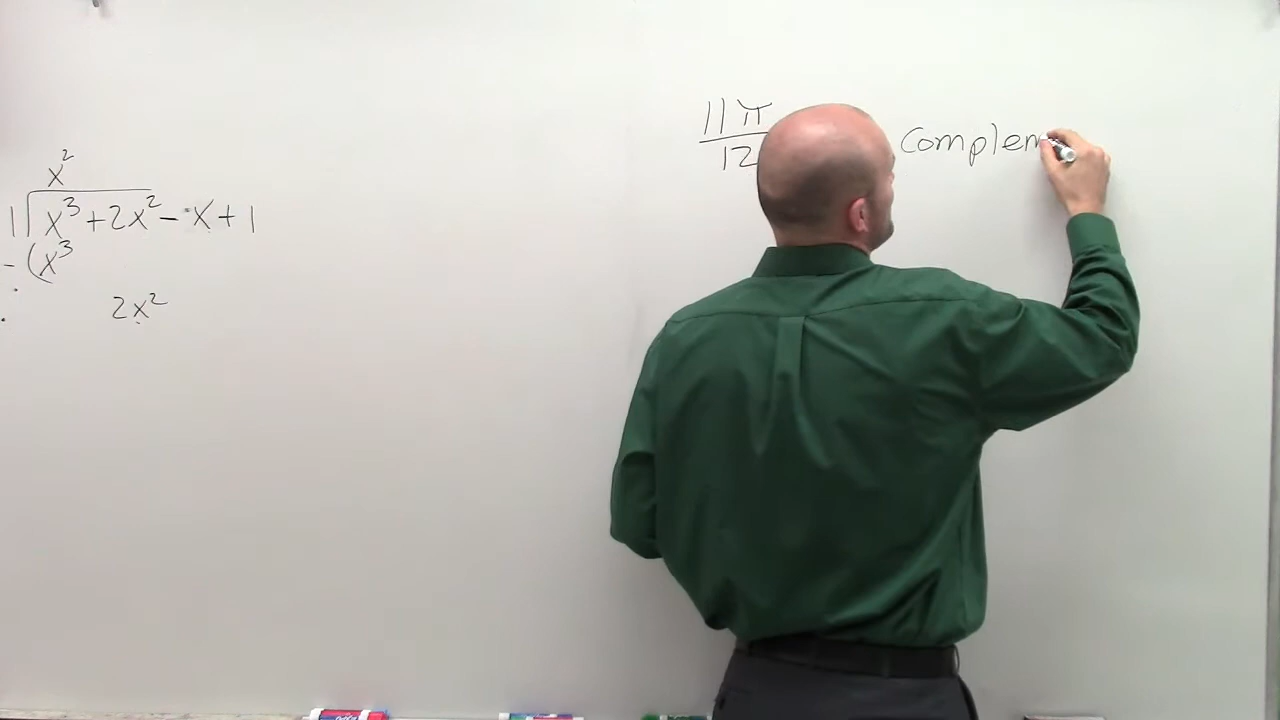 x²
1 | x³ + 2x² - x + 1
- (x³
2x²
11π
12
complem